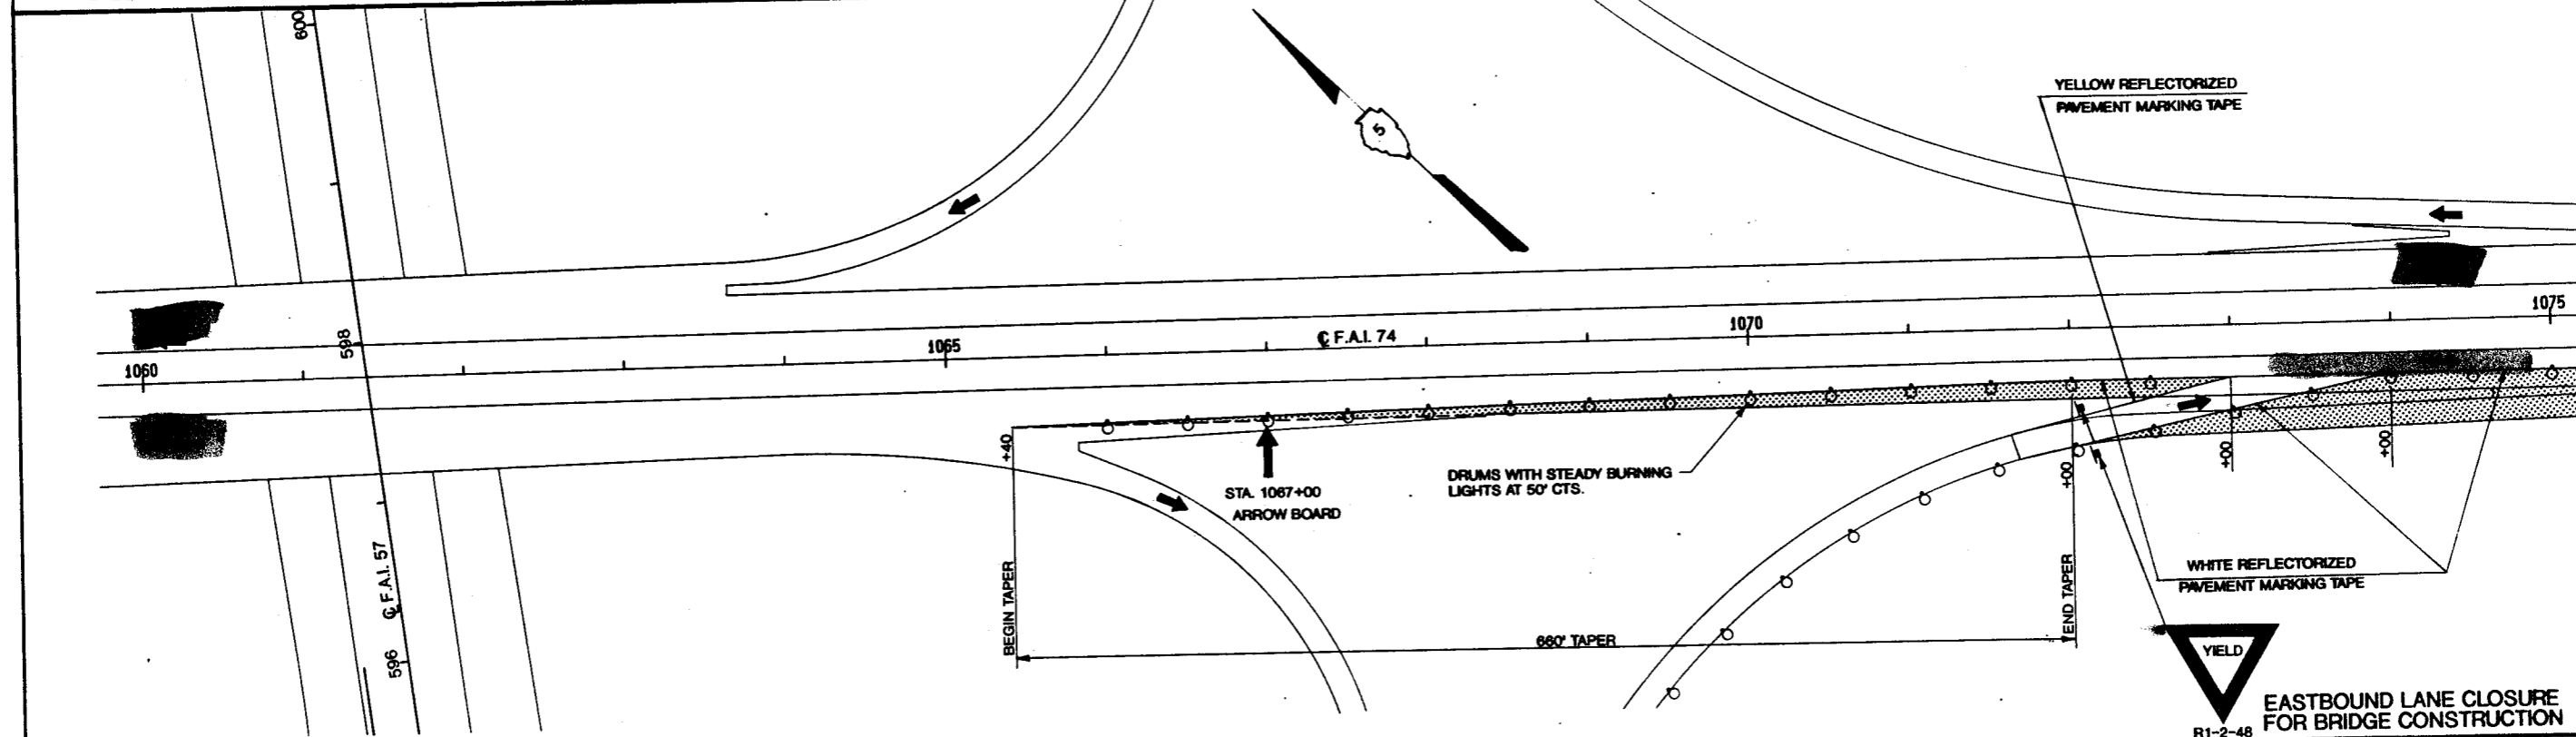 600
598
℄ F.A.I. 57
596
1060
1065
℄ F.A.I. 74
1070
1075
5
YELLOW REFLECTORIZED
PAVEMENT MARKING TAPE
+40
STA. 1067+00
ARROW BOARD
DRUMS WITH STEADY BURNING
LIGHTS AT 50' CTS.
+00
+00
+00
BEGIN TAPER
660' TAPER
END TAPER
WHITE REFLECTORIZED
PAVEMENT MARKING TAPE
YIELD
R1-2-48
EASTBOUND LANE CLOSURE
FOR BRIDGE CONSTRUCTION